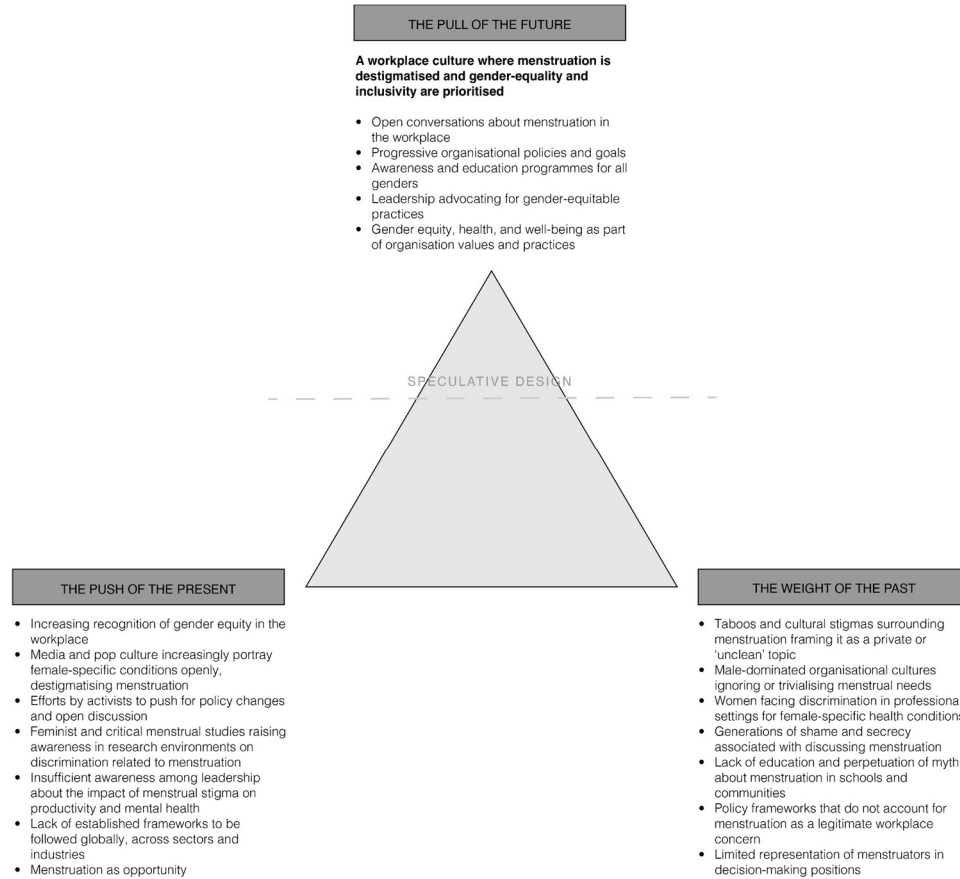 THE PULL OF THE FUTURE
A workplace culture where menstruation is
destigmatised and gender-equality and
inclusivity are prioritised
• Open conversations about menstruation in
the workplace
• Progressive organisational policies and goals
• Awareness and education programmes for all
genders
• Leadership advocating for gender-equitable
practices
• Gender equity, health, and well-being as part
of organisation values and practices
SPECULATIVE DESIGN
THE PUSH OF THE PRESENT
• Increasing recognition of gender equity in the
workplace
• Media and pop culture increasingly portray
female-specific conditions openly,
destigmatising menstruation
• Efforts by activists to push for policy changes
and open discussion
• Feminist and critical menstrual studies raising
awareness in research environments on
discrimination related to menstruation
• Insufficient awareness among leadership
about the impact of menstrual stigma on
productivity and mental health
• Lack of established frameworks to be
followed globally, across sectors and
industries
• Menstruation as opportunity
THE WEIGHT OF THE PAST
• Taboos and cultural stigmas surrounding
menstruation framing it as a private or
‘unclean’ topic
• Male-dominated organisational cultures
ignoring or trivialising menstrual needs
• Women facing discrimination in professiona
settings for female-specific health conditions
• Generations of shame and secrecy
associated with discussing menstruation
• Lack of education and perpetuation of myth
about menstruation in schools and
communities
• Policy frameworks that do not account for
menstruation as a legitimate workplace
concern
• Limited representation of menstruators in
decision-making positions